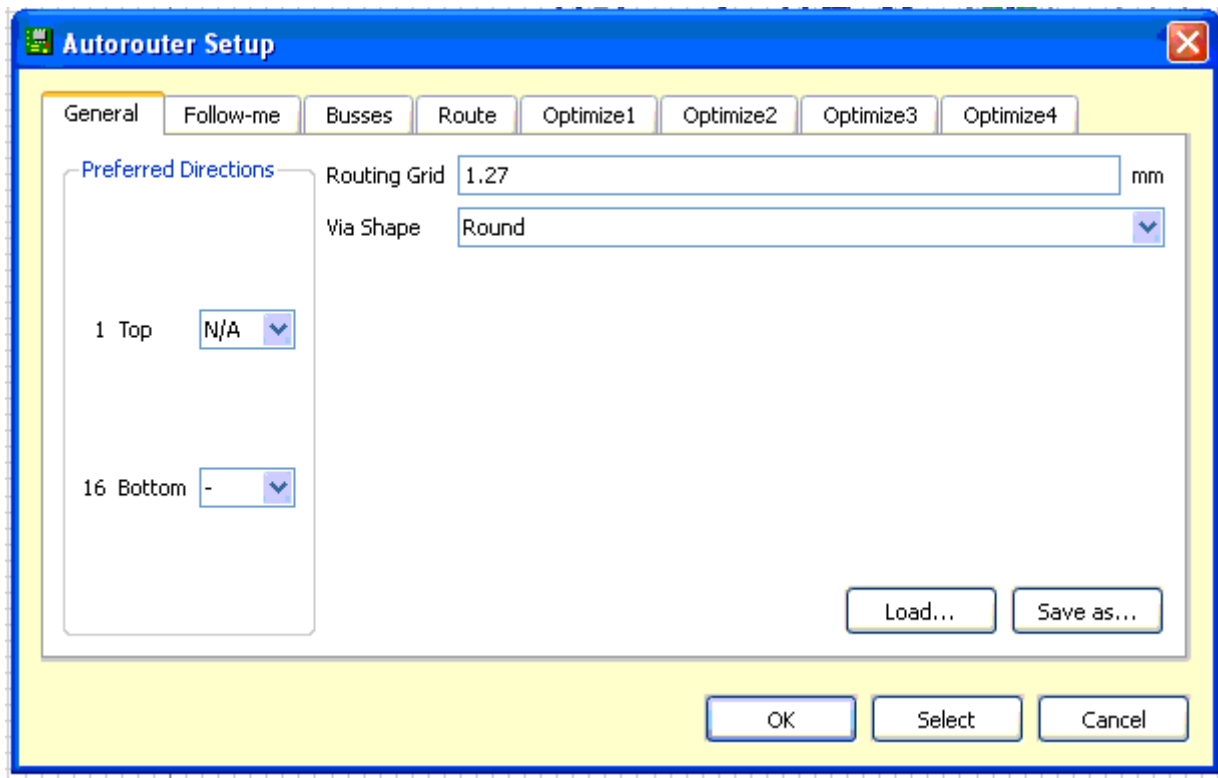 Autorouter Setup
General Follow-me Busses Route Optimize1 Optimize2 Optimize3 Optimize4
Preferred Directions
Routing Grid 1.27 mm
Via Shape Round
1 Top N/A
16 Bottom -
Load... Save as...
OK Select Cancel